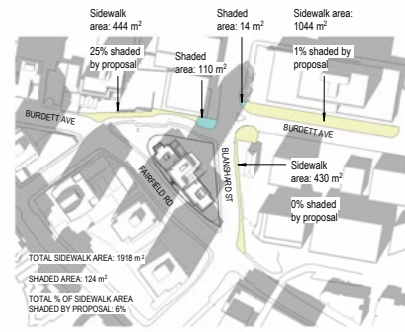 Sidewalk
area: 444 m²
25% shaded
by proposal
Shaded
area: 110 m²
Shaded
area: 14 m²
Sidewalk area:
1044 m²
1% shaded by
proposal
BURDETT AVE
BURDETT AVE
FAIRFIELD RD
BLANSHARD ST
Sidewalk
area: 430 m²
0% shaded
by proposal
TOTAL SIDEWALK AREA: 1918 m²
SHADED AREA: 124 m²
TOTAL % OF SIDEWALK AREA
SHADED BY PROPOSAL: 6%